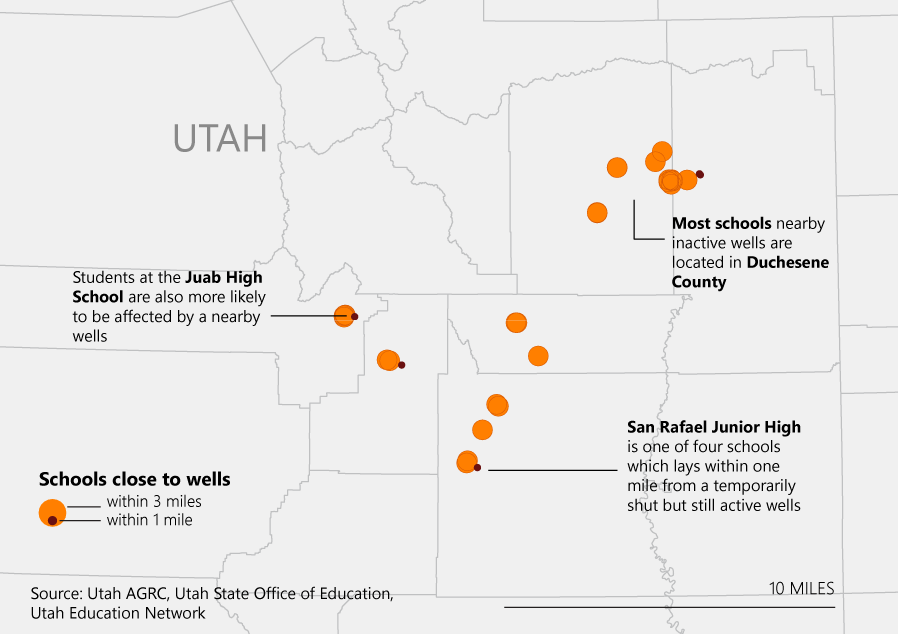 UTAH
Most schools nearby
inactive wells are
located in Duchesene
County
Students at the Juab High
School are also more likely
to be affected by a nearby
wells
San Rafael Junior High
is one of four schools
which lays within one
mile from a temporarily
shut but still active wells
Schools close to wells
within 3 miles
within 1 mile
10 MILES
Source: Utah AGRC, Utah State Office of Education,
Utah Education Network